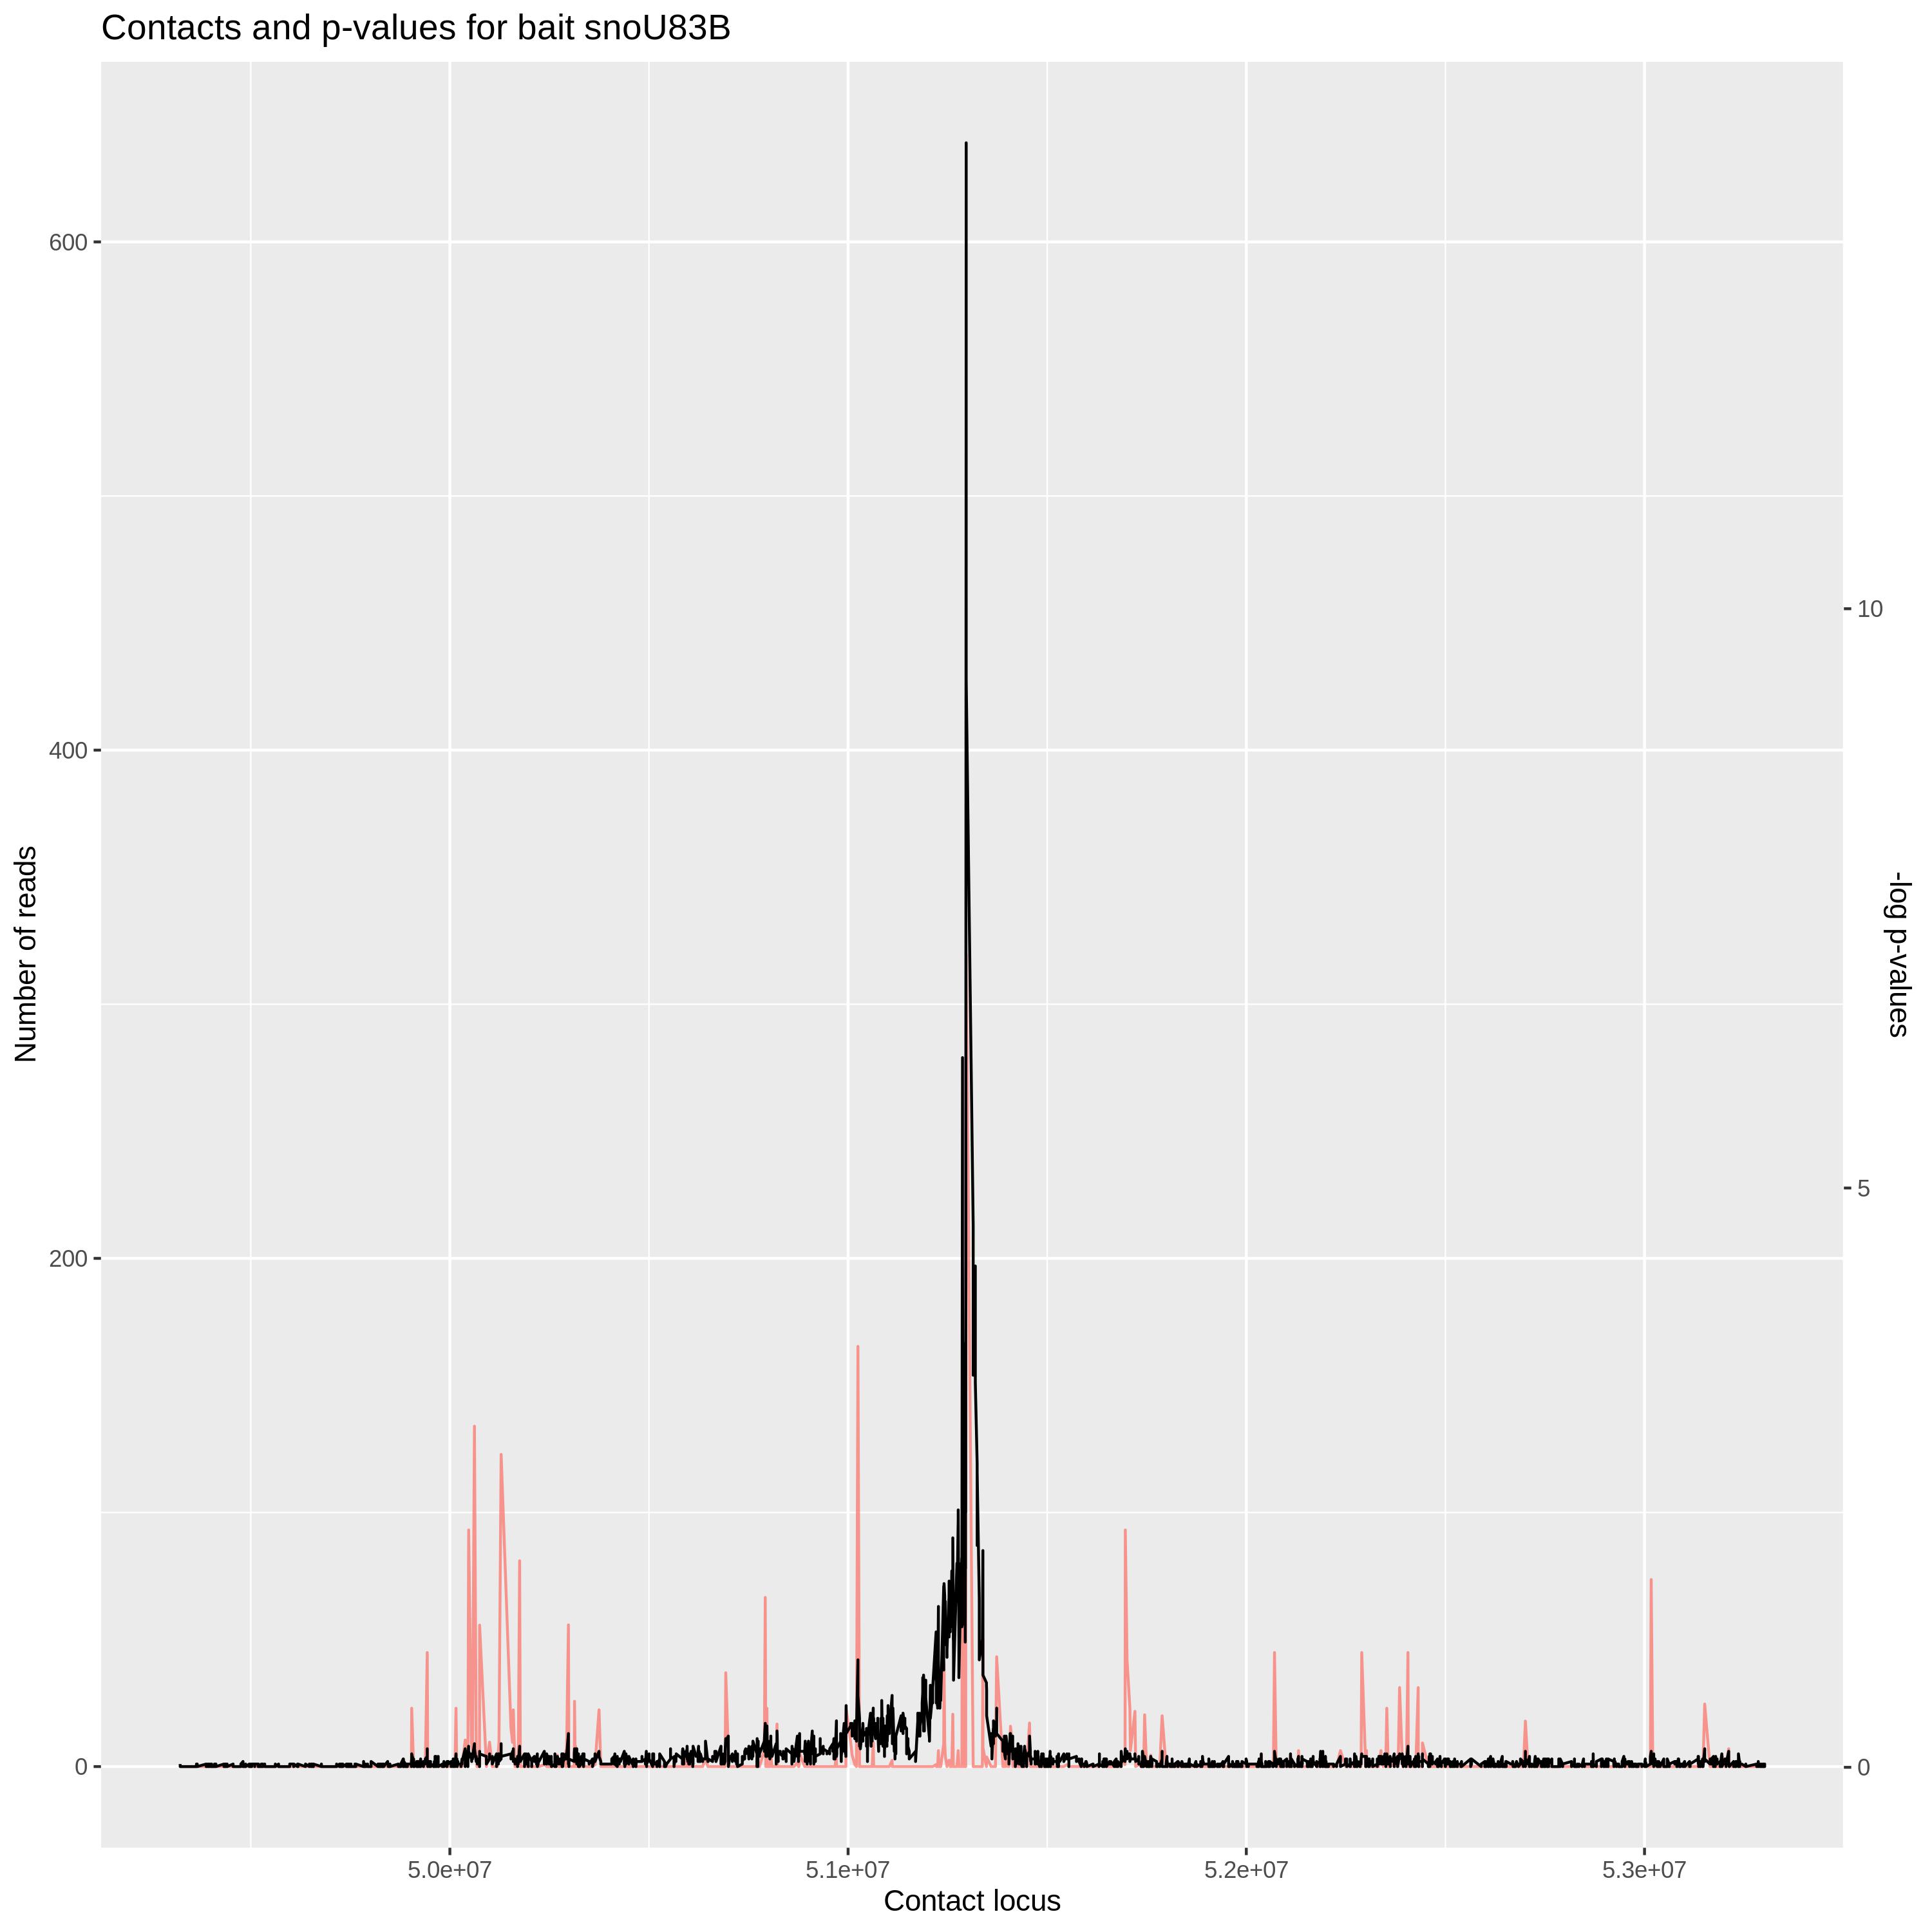 Contacts and p-values for bait snoU83B
Number of reads
600
400
200
0
10
5
0
-log p-values
5.0e+07
5.1e+07
5.2e+07
5.3e+07
Contact locus